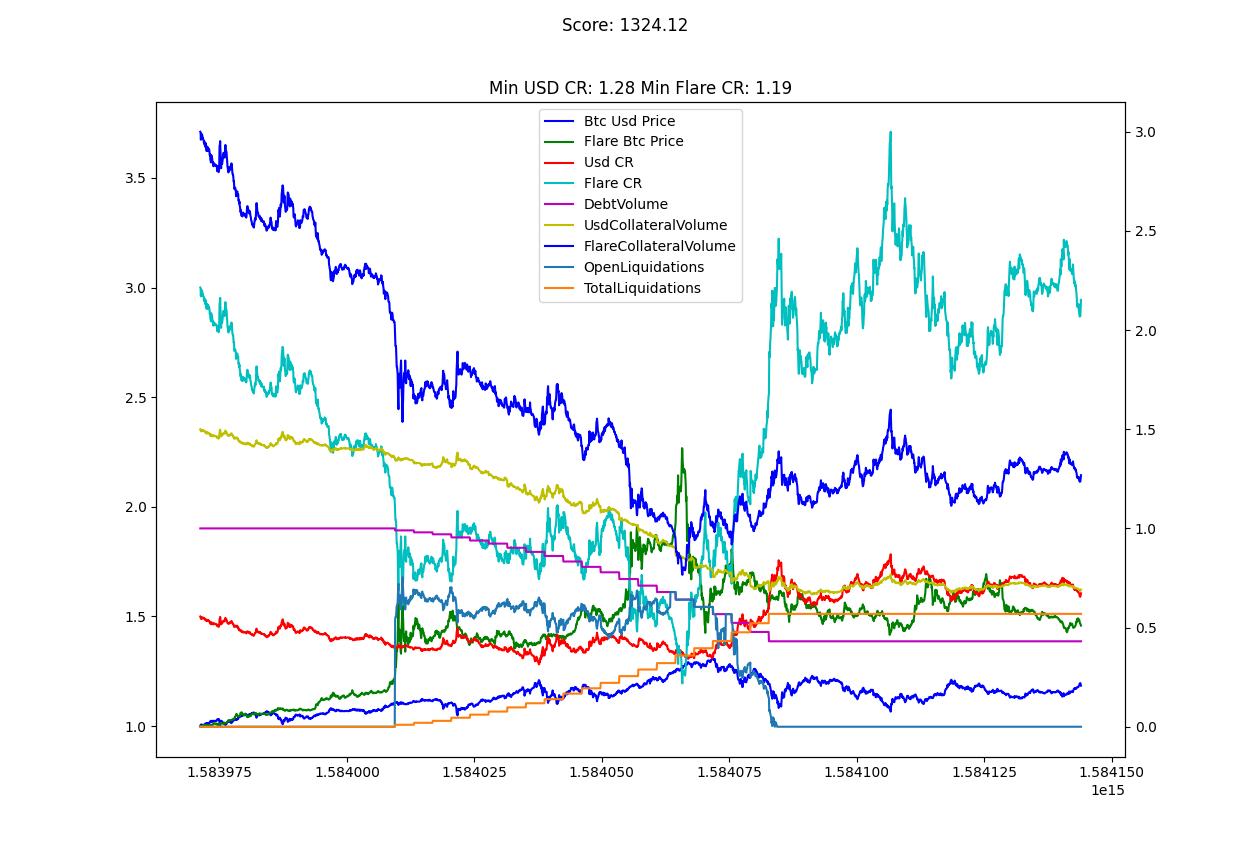 Score: 1324.12
Min USD CR: 1.28 Min Flare CR: 1.19
Btc Usd Price
Flare Btc Price
Usd CR
Flare CR
DebtVolume
UsdCollateralVolume
FlareCollateralVolume
OpenLiquidations
TotalLiquidations
3.5
3.0
2.5
2.0
1.5
1.0
3.0
2.5
2.0
1.5
1.0
0.5
0.0
1.583975 1.584000 1.584025 1.584050 1.584075 1.584100 1.584125 1.584150
1e15